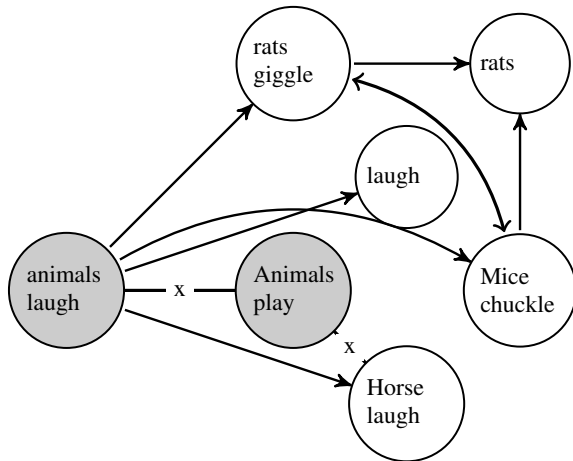 rats
giggle
rats
laugh
animals
laugh
x
Animals
play
Mice
chuckle
x
Horse
laugh